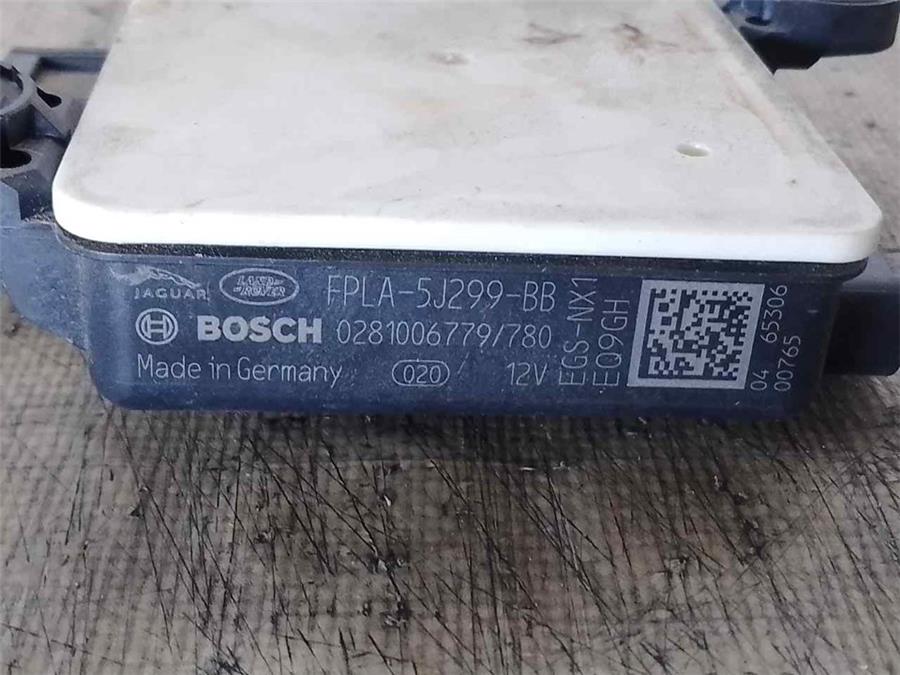 JAGUAR LAND ROVER FPLA-5J299-BB
BOSCH 0281006779/780
Made in Germany 020 12V
EGS-NX1
EQ9GH
04 65306
00765